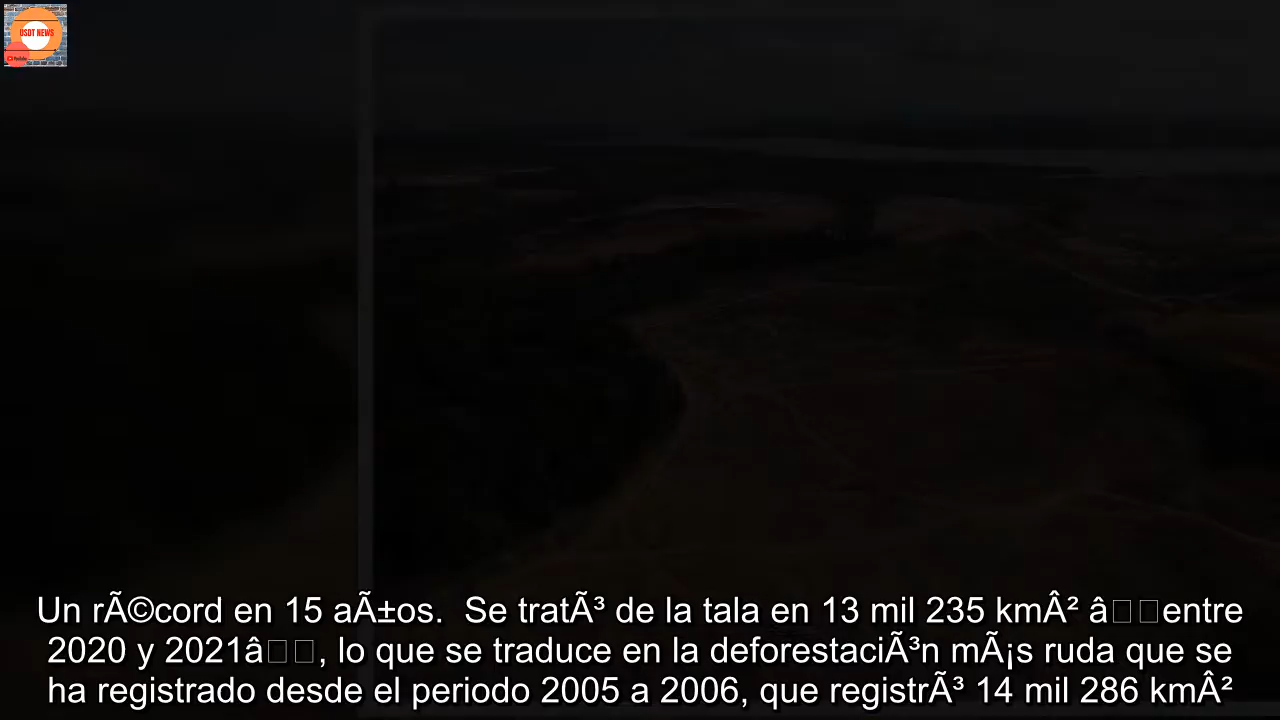 USDT NEWS
YouTube
Un rÃ©cord en 15 aÃ±os.  Se tratÃ³ de la tala en 13 mil 235 kmÂ² â□□entre
2020 y 2021â□□, lo que se traduce en la deforestaciÃ³n mÃ¡s ruda que se
ha registrado desde el periodo 2005 a 2006, que registrÃ³ 14 mil 286 kmÂ²